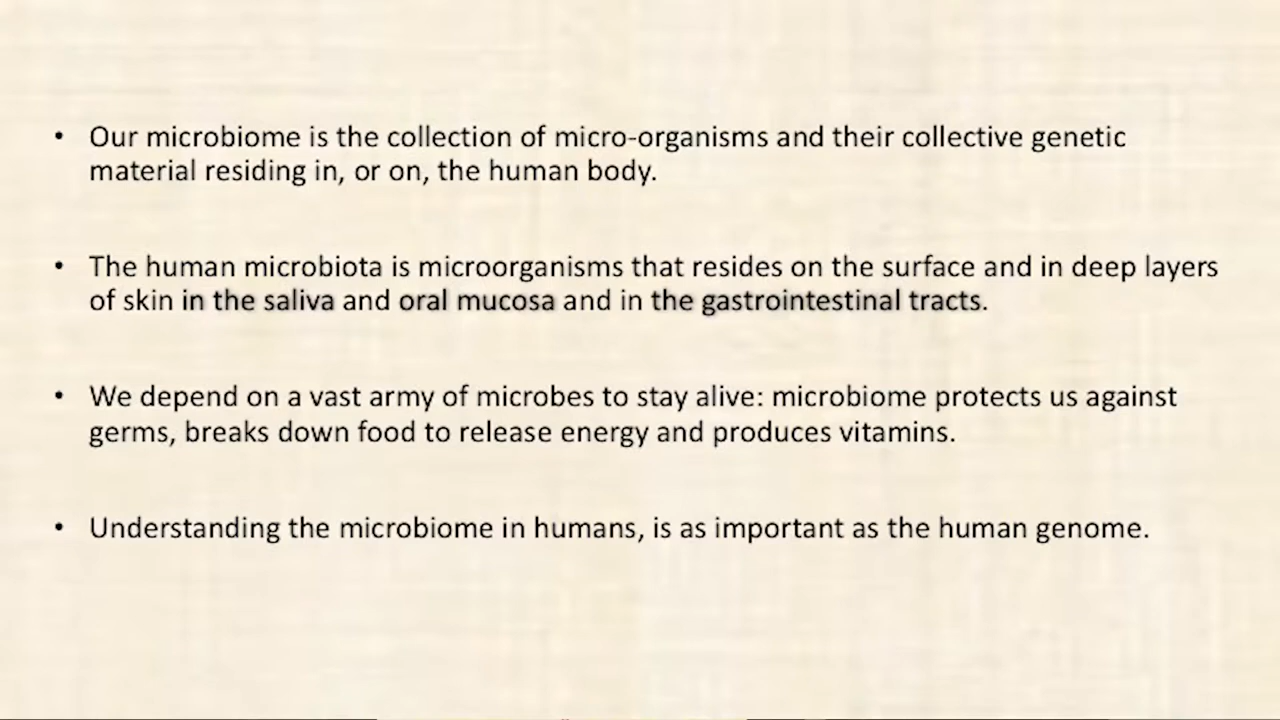 • Our microbiome is the collection of micro-organisms and their collective genetic
material residing in, or on, the human body.
• The human microbiota is microorganisms that resides on the surface and in deep layers
of skin in the saliva and oral mucosa and in the gastrointestinal tracts.
• We depend on a vast army of microbes to stay alive: microbiome protects us against
germs, breaks down food to release energy and produces vitamins.
• Understanding the microbiome in humans, is as important as the human genome.